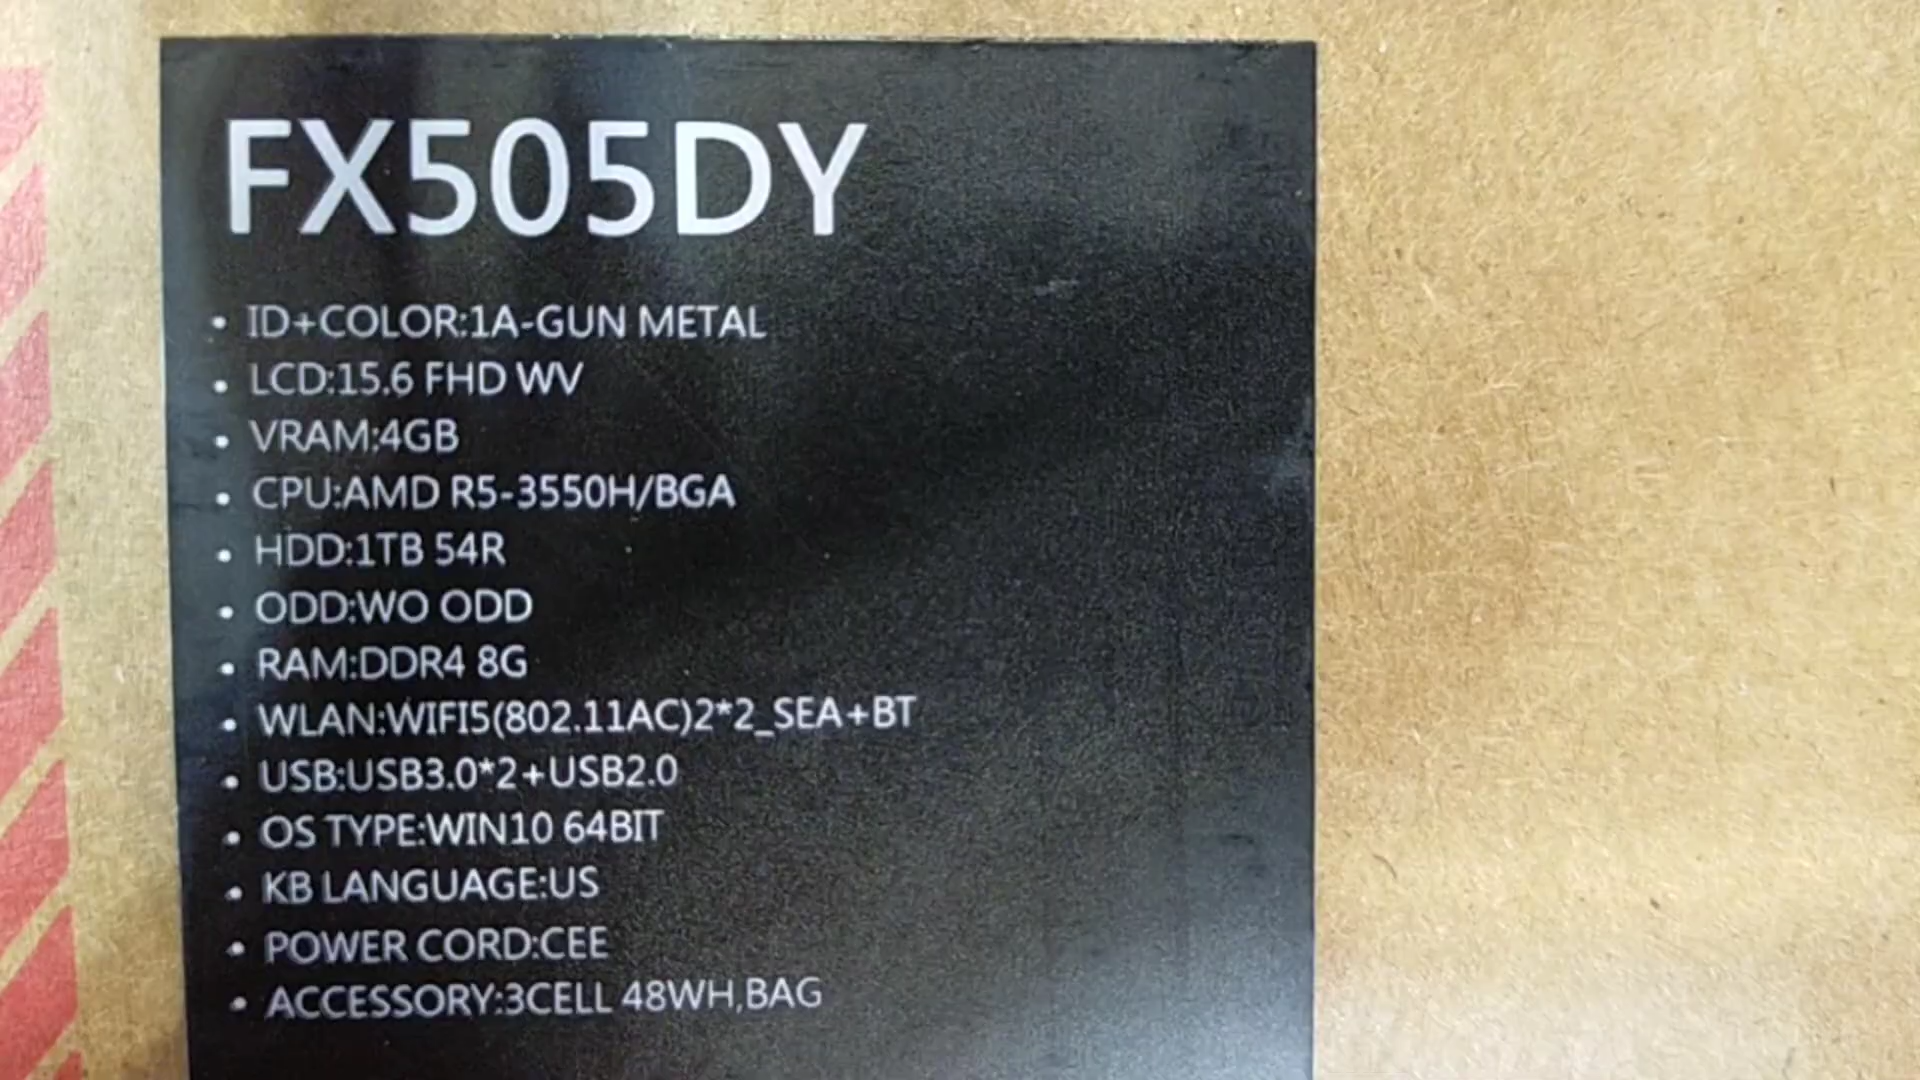 FX505DY
• ID+COLOR:1A-GUN METAL
• LCD:15.6 FHD WV
• VRAM:4GB
• CPU:AMD R5-3550H/BGA
• HDD:1TB 54R
• ODD:WO ODD
• RAM:DDR4 8G
• WLAN:WIFI5(802.11AC)2*2_SEA+BT
• USB:USB3.0*2+USB2.0
• OS TYPE:WIN10 64BIT
• KB LANGUAGE:US
• POWER CORD:CEE
• ACCESSORY:3CELL 48WH,BAG